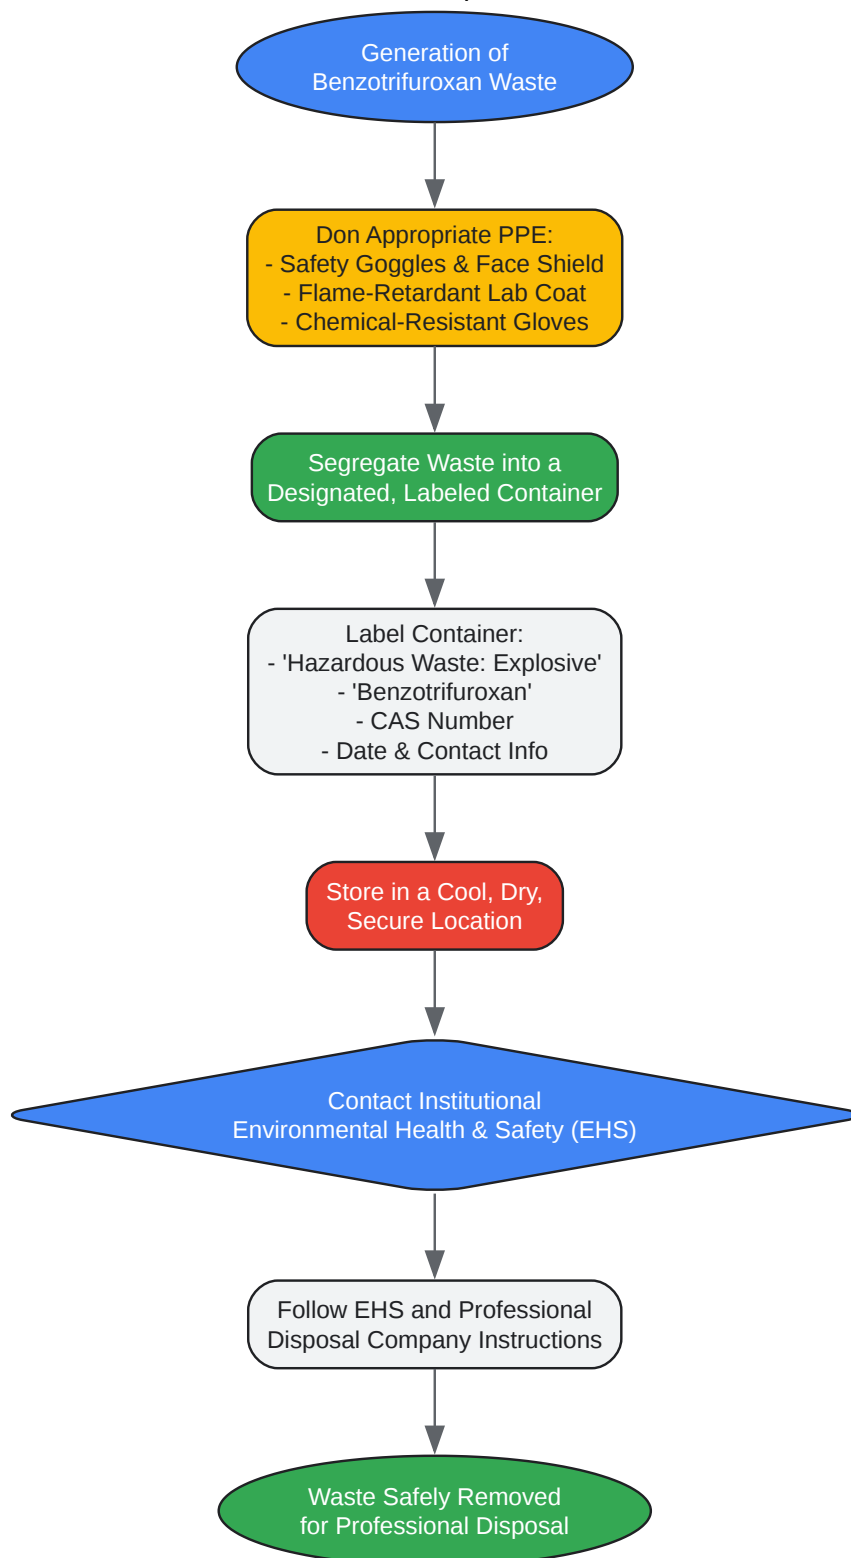 Generation of
Benzotrifuroxan Waste
Don Appropriate PPE:
- Safety Goggles & Face Shield
- Flame-Retardant Lab Coat
- Chemical-Resistant Gloves
Segregate Waste into a
Designated, Labeled Container
Label Container:
- 'Hazardous Waste: Explosive'
- 'Benzotrifuroxan'
- CAS Number
- Date & Contact Info
Store in a Cool, Dry,
Secure Location
Contact Institutional
Environmental Health & Safety (EHS)
Follow EHS and Professional
Disposal Company Instructions
Waste Safely Removed
for Professional Disposal